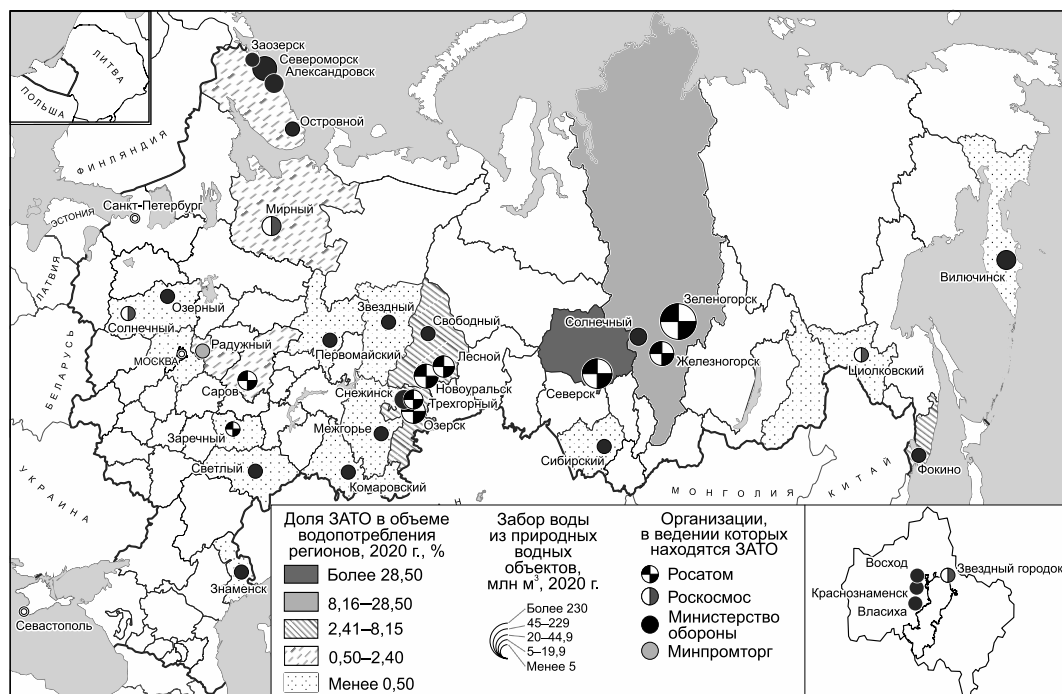 ЛИТВА
ПОЛЬША
Заозерск
Североморск
Александровск
Островной
ФИНЛЯНДИЯ
Санкт-Петербург
ЭСТОНИЯ
Мирный
ЛАТВИЯ
Вилючинск
Озерный
Звездный
Свободный
Солнечный
Зеленогорск
Солнечный
Радужный
МОСКВА
Первомайский
Лесной
Железногорск
Циолковский
БЕЛАРУСЬ
Саров
Снежинск
Новоуральск
Трехгорный
Северск
Озерск
Заречный
Межгорье
Сибирский
Светлый
Комаровский
Фокино
УКРАИНА
МОНГОЛИЯ
КИТАЙ
Н
Знаменск
Севастополь
Доля ЗАТО в объеме
водопотребления
регионов, 2020 г., %
Более 28,50
8,16–28,50
2,41–8,15
0,50–2,40
Менее 0,50
Забор воды
из природных
водных
объектов,
млн м³, 2020 г.
Более 230
45–229
20–44,9
5–19,9
Менее 5
Организации,
в ведении которых
находятся ЗАТО
Росатом
Роскосмос
Министерство
обороны
Минпромторг
Восход
Звездный городок
Краснознаменск
Власиха